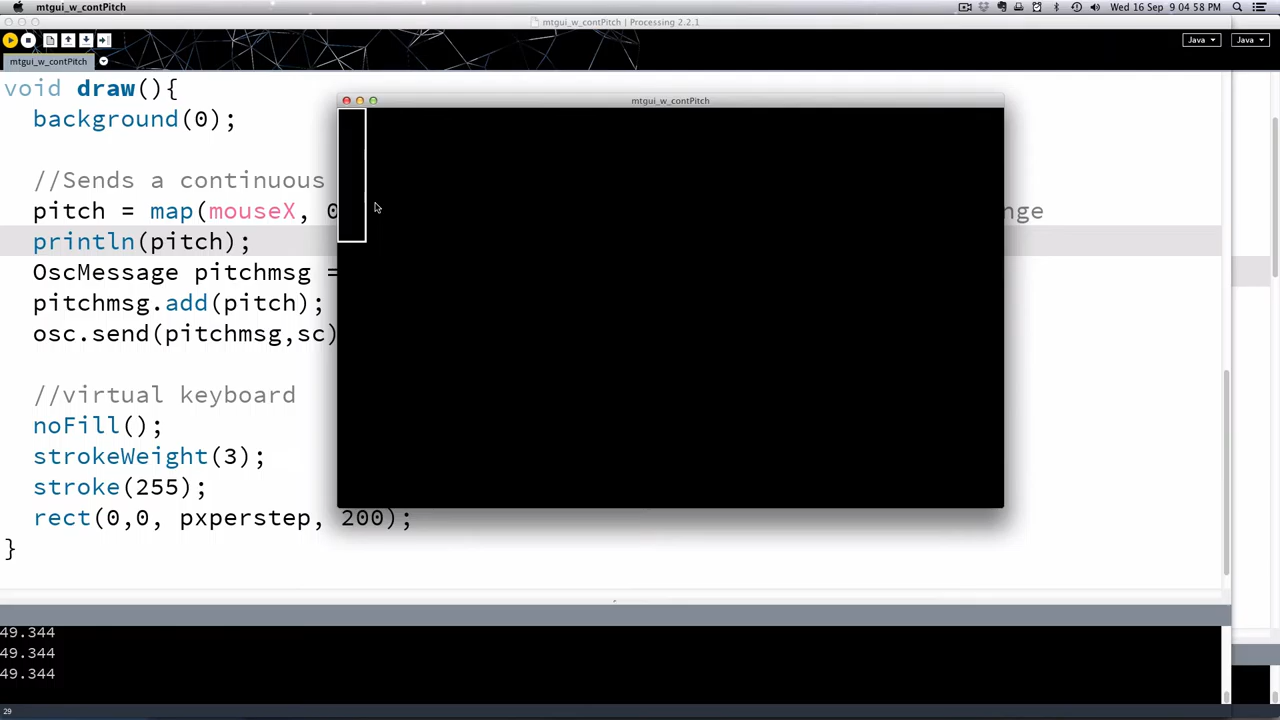 mtgui_w_contPitch
Wed 16 Sep 9:04:58 PM
mtgui_w_contPitch | Processing 2.2.1
Java
Java
mtgui_w_contPitch
void draw(){
background(0);
mtgui_w_contPitch
//Sends a continuous
pitch = map(mouseX, 0
nge
println(pitch);
OscMessage pitchmsg =
pitchmsg.add(pitch);
osc.send(pitchmsg,sc)
//virtual keyboard
noFill();
strokeWeight(3);
stroke(255);
rect(0,0, pxperstep, 200);
}
49.344
49.344
49.344
29